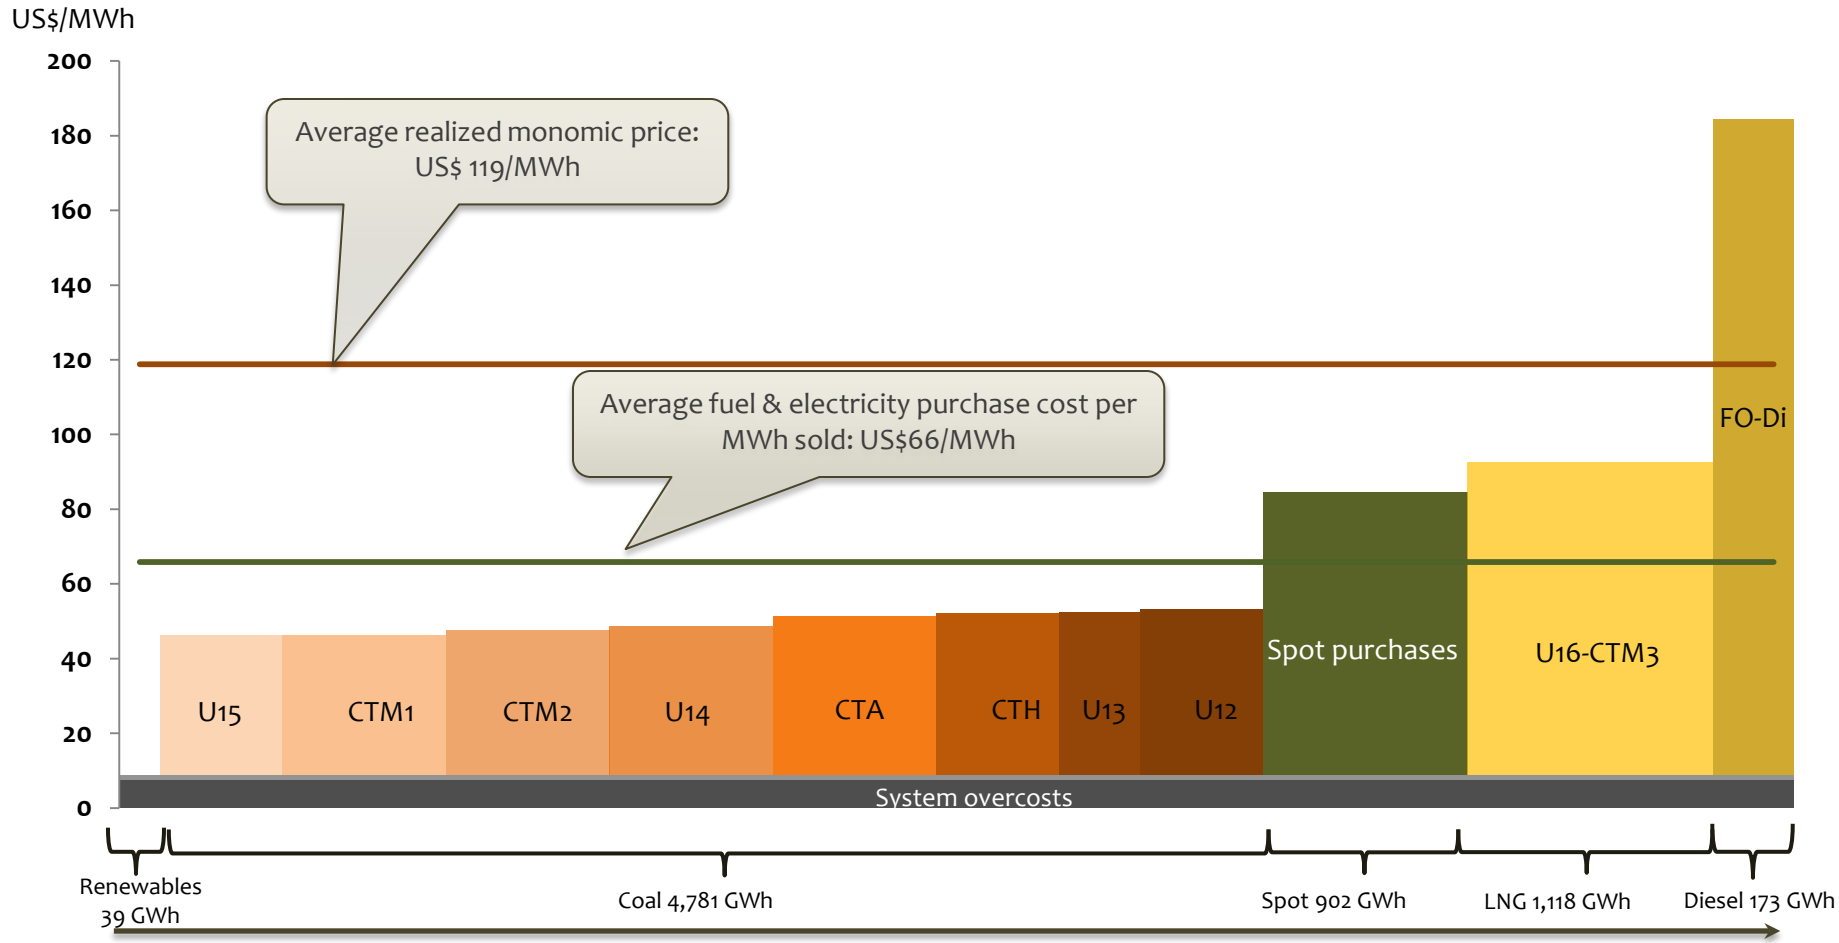 US$/MWh
200
180
160
140
120
100
80
60
40
20
0
Average realized monomic price:
US$ 119/MWh
Average fuel & electricity purchase cost per
MWh sold: US$66/MWh
FO-Di
Spot purchases
U16-CTM3
U15
CTM1
CTM2
U14
CTA
CTH
U13
U12
System overcosts
Renewables
39 GWh
Coal 4,781 GWh
Spot 902 GWh
LNG 1,118 GWh
Diesel 173 GWh